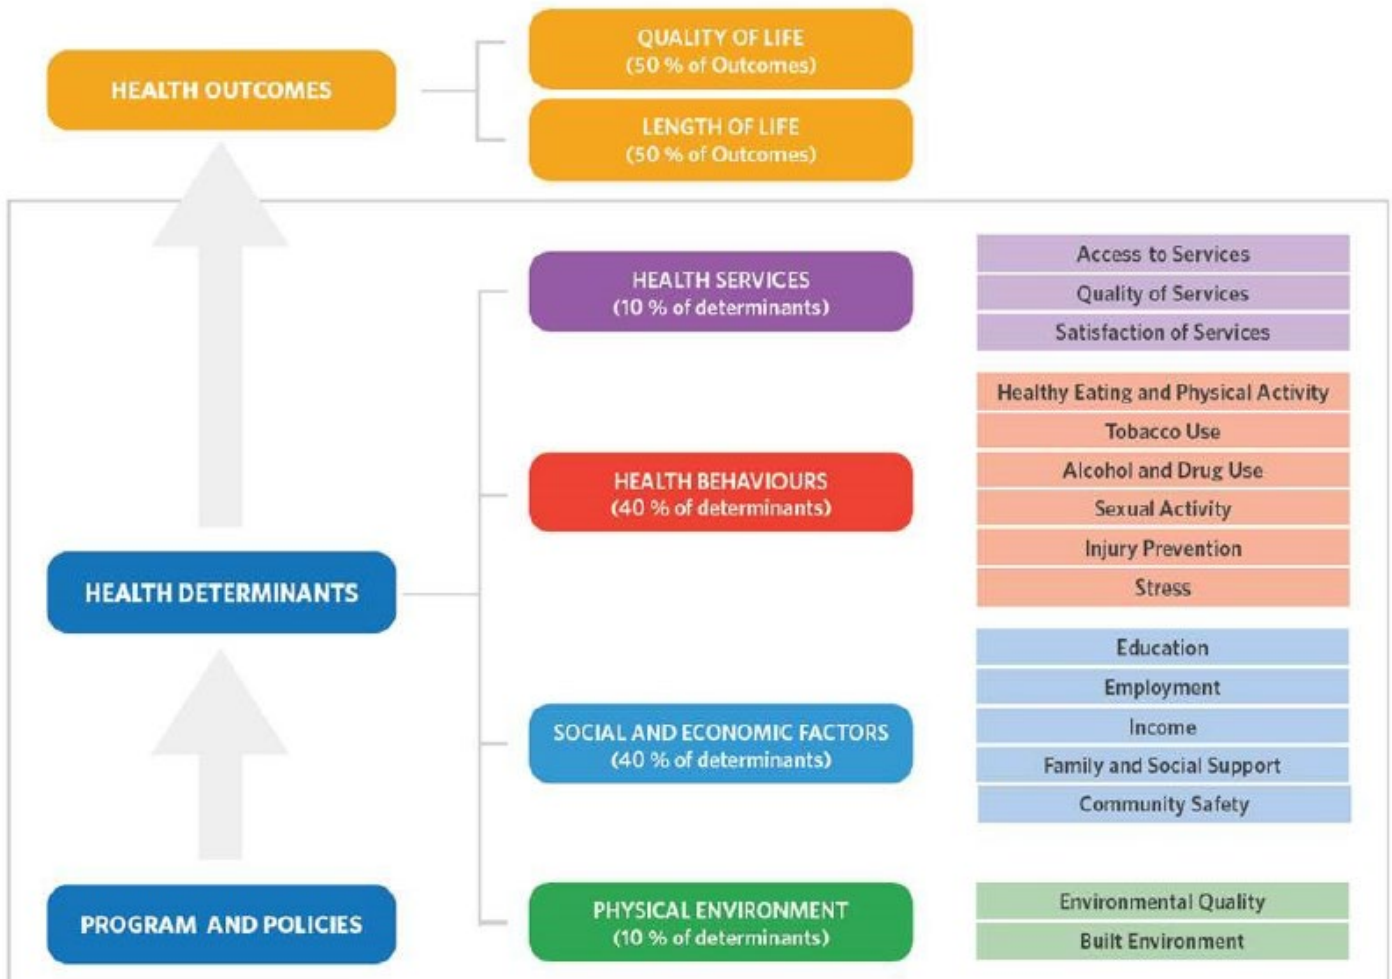 HEALTH OUTCOMES
QUALITY OF LIFE
(50 % of Outcomes)
LENGTH OF LIFE
(50 % of Outcomes)
HEALTH SERVICES
(10 % of determinants)
Access to Services
Quality of Services
Satisfaction of Services
HEALTH BEHAVIOURS
(40 % of determinants)
Healthy Eating and Physical Activity
Tobacco Use
Alcohol and Drug Use
Sexual Activity
Injury Prevention
Stress
HEALTH DETERMINANTS
SOCIAL AND ECONOMIC FACTORS
(40 % of determinants)
Education
Employment
Income
Family and Social Support
Community Safety
PROGRAM AND POLICIES
PHYSICAL ENVIRONMENT
(10 % of determinants)
Environmental Quality
Built Environment